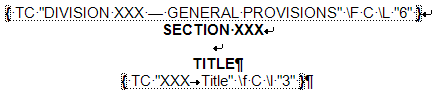 { TC "DIVISION XXX — GENERAL PROVISIONS" \F C \L "6" }↵
SECTION XXX↵
↵
TITLE¶
{ TC "XXX→Title" \f C \l "3" }¶